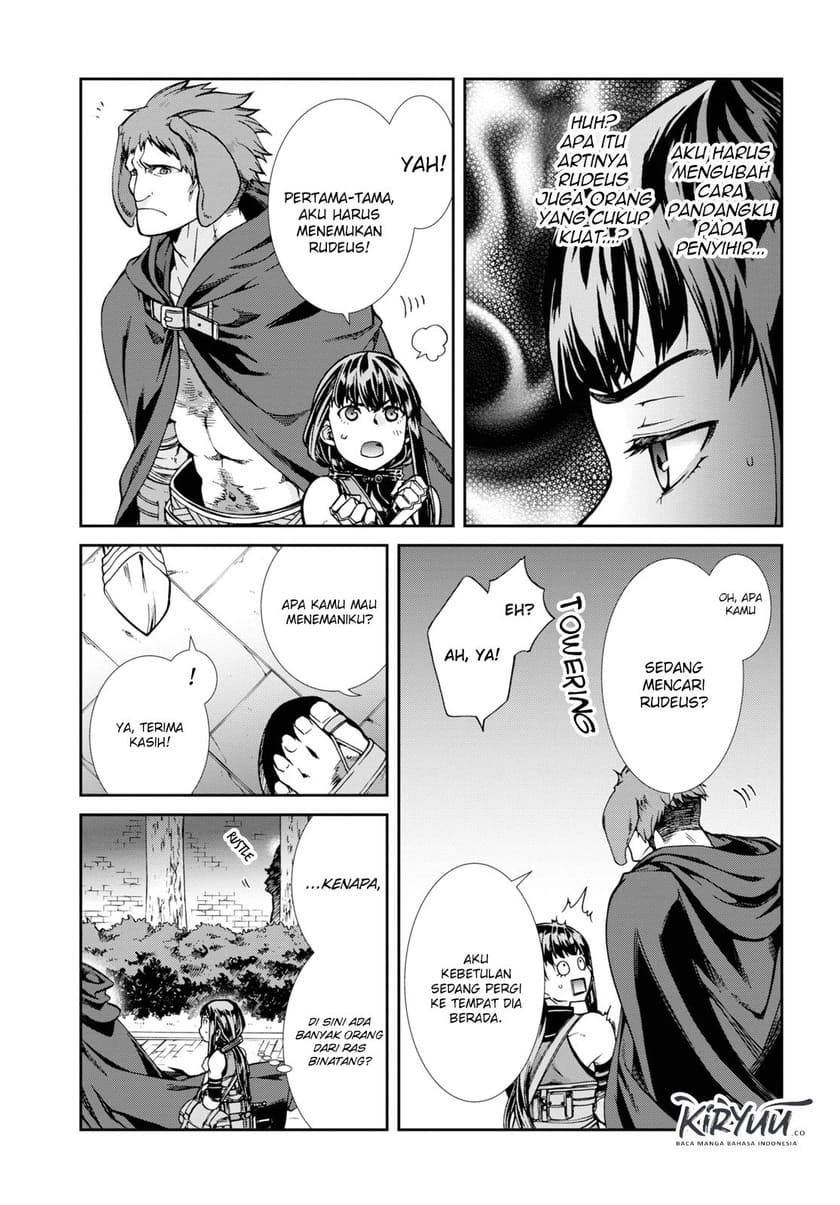 AKU HARUS
MENGUBAH
CARA
PANDANGKU
PADA
PENYIHIR...
HUH?
APA ITU
ARTINYA
RUDEUS
JUGA ORANG
YANG CUKUP
KUAT...?
YAH!
PERTAMA-TAMA,
AKU HARUS
MENEMUKAN
RUDEUS!
OH, APA
KAMU
SEDANG
MENCARI
RUDEUS?
TOWERING
EH?
AH, YA!
AKU
KEBETULAN
SEDANG PERGI
KE TEMPAT DIA
BERADA.
APA KAMU MAU
MENEMANIKU?
!
YA, TERIMA
KASIH!
RUSTLE
...KENAPA,
DI SINI ADA
BANYAK ORANG
DARI RAS
BINATANG?
KIRYUU.CO
BACA MANGA BAHASA INDONESIA